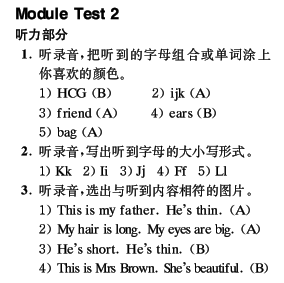 Module Test 2
听力部分
1. 听录音,把听到的字母组合或单词涂上
你喜欢的颜色。
1) HCG (B) 2) ijk (A)
3) friend (A) 4) ears (B)
5) bag (A)
2. 听录音,写出听到字母的大小写形式。
1) Kk 2) Ii 3) Jj 4) Ff 5) Ll
3. 听录音,选出与听到内容相符的图片。
1) This is my father. He's thin. (A)
2) My hair is long. My eyes are big. (A)
3) He's short. He's thin. (B)
4) This is Mrs Brown. She's beautiful. (B)